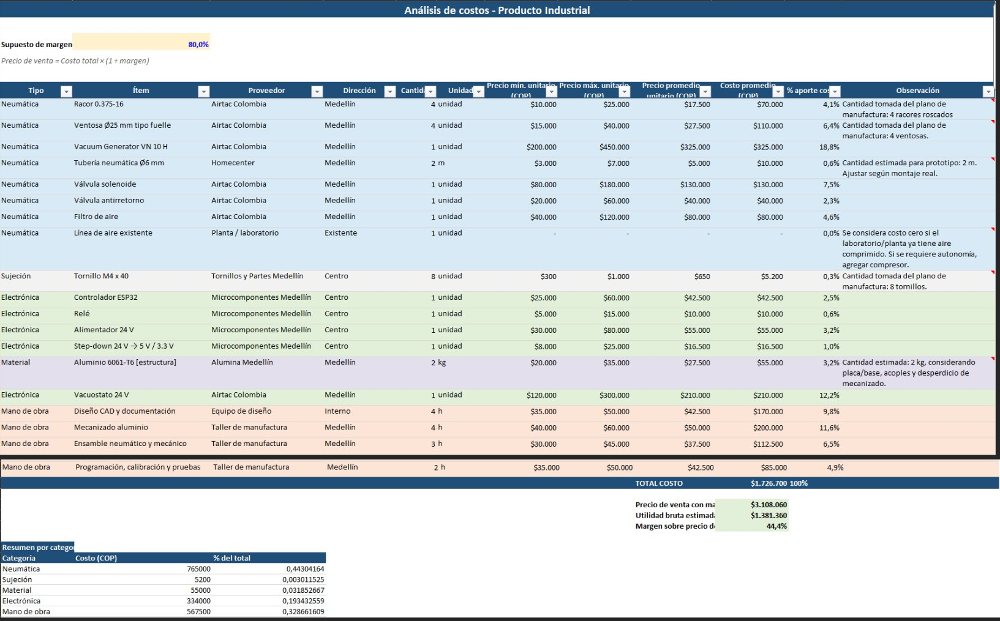 Análisis de costos - Producto Industrial
Supuesto de margen 80,0%
Precio de venta = Costo total × (1 + margen)
Tipo Ítem Proveedor Dirección Cantida Unidad Precio mín. unitario (COP) Precio máx. unitario (COP) Precio promedio unitario (COP) Costo promedio (COP) % aporte cos Observación
Neumática Racor 0.375-16 Airtac Colombia Medellín 4 unidad $10.000 $25.000 $17.500 $70.000 4,1% Cantidad tomada del plano de
manufactura: 4 racores roscados
Neumática Ventosa Ø25 mm tipo fuelle Airtac Colombia Medellín 4 unidad $15.000 $40.000 $27.500 $110.000 6,4% Cantidad tomada del plano de
manufactura: 4 ventosas.
Neumática Vacuum Generator VN 10 H Airtac Colombia Medellín 1 unidad $200.000 $450.000 $325.000 $325.000 18,8%
Neumática Tubería neumática Ø6 mm Homecenter Medellín 2 m $3.000 $7.000 $5.000 $10.000 0,6% Cantidad estimada para prototipo: 2 m.
Ajustar según montaje real.
Neumática Válvula solenoide Airtac Colombia Medellín 1 unidad $80.000 $180.000 $130.000 $130.000 7,5%
Neumática Válvula antirretorno Airtac Colombia Medellín 1 unidad $20.000 $60.000 $40.000 $40.000 2,3%
Neumática Filtro de aire Airtac Colombia Medellín 1 unidad $40.000 $120.000 $80.000 $80.000 4,6%
Neumática Línea de aire existente Planta / laboratorio Existente 1 unidad - - - - 0,0% Se considera costo cero si el
laboratorio/planta ya tiene aire
comprimido. Si se requiere autonomía,
agregar compresor.
Sujeción Tornillo M4 x 40 Tornillos y Partes Medellín Centro 8 unidad $300 $1.000 $650 $5.200 0,3% Cantidad tomada del plano de
manufactura: 8 tornillos.
Electrónica Controlador ESP32 Microcomponentes Medellín Centro 1 unidad $25.000 $60.000 $42.500 $42.500 2,5%
Electrónica Relé Microcomponentes Medellín Centro 1 unidad $5.000 $15.000 $10.000 $10.000 0,6%
Electrónica Alimentador 24 V Microcomponentes Medellín Centro 1 unidad $30.000 $80.000 $55.000 $55.000 3,2%
Electrónica Step-down 24 V → 5 V / 3.3 V Microcomponentes Medellín Centro 1 unidad $8.000 $25.000 $16.500 $16.500 1,0%
Material Aluminio 6061-T6 [estructura] Alumina Medellín Medellín 2 kg $20.000 $35.000 $27.500 $55.000 3,2% Cantidad estimada: 2 kg, considerando
placa/base, acoples y desperdicio de
mecanizado.
Electrónica Vacuostato 24 V Airtac Colombia Medellín 1 unidad $120.000 $300.000 $210.000 $210.000 12,2%
Mano de obra Diseño CAD y documentación Equipo de diseño Interno 4 h $35.000 $50.000 $42.500 $170.000 9,8%
Mano de obra Mecanizado aluminio Taller de manufactura Medellín 4 h $40.000 $60.000 $50.000 $200.000 11,6%
Mano de obra Ensamble neumático y mecánico Taller de manufactura Medellín 3 h $30.000 $45.000 $37.500 $112.500 6,5%
Mano de obra Programación, calibración y pruebas Taller de manufactura Medellín 2 h $35.000 $50.000 $42.500 $85.000 4,9%
TOTAL COSTO $1.726.700 100%
Precio de venta con ma $3.108.060
Utilidad bruta estimada $1.381.360
Margen sobre precio d 44,4%
Resumen por catego
Categoría Costo (COP) % del total
Neumática 765000 0,44304164
Sujeción 5200 0,003011525
Material 55000 0,031852667
Electrónica 334000 0,193432559
Mano de obra 567500 0,328661609